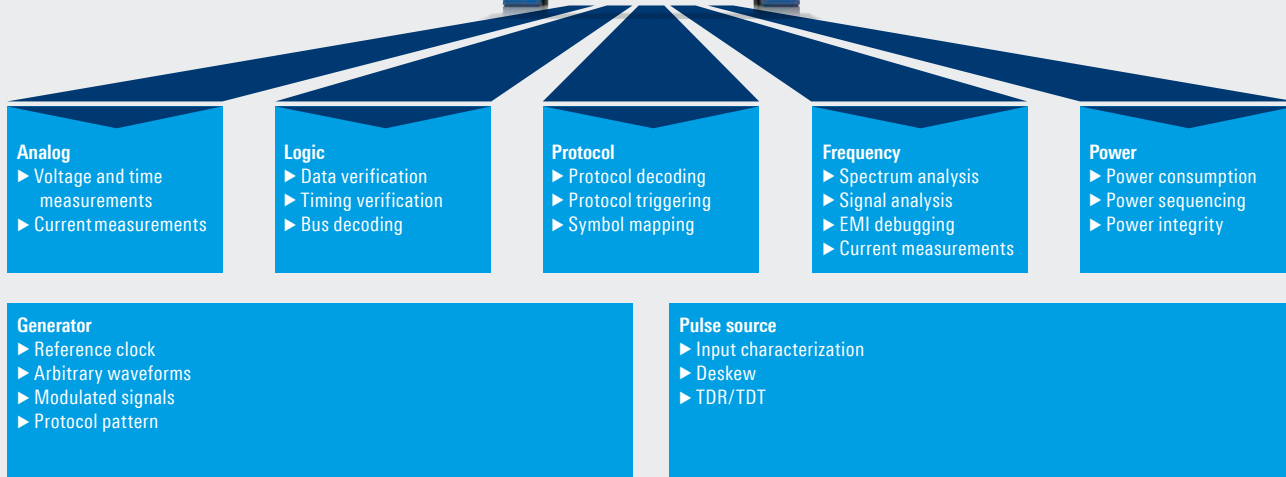 Analog
▶ Voltage and time
measurements
▶ Current measurements
Logic
▶ Data verification
▶ Timing verification
▶ Bus decoding
Protocol
▶ Protocol decoding
▶ Protocol triggering
▶ Symbol mapping
Frequency
▶ Spectrum analysis
▶ Signal analysis
▶ EMI debugging
▶ Current measurements
Power
▶ Power consumption
▶ Power sequencing
▶ Power integrity
Generator
▶ Reference clock
▶ Arbitrary waveforms
▶ Modulated signals
▶ Protocol pattern
Pulse source
▶ Input characterization
▶ Deskew
▶ TDR/TDT